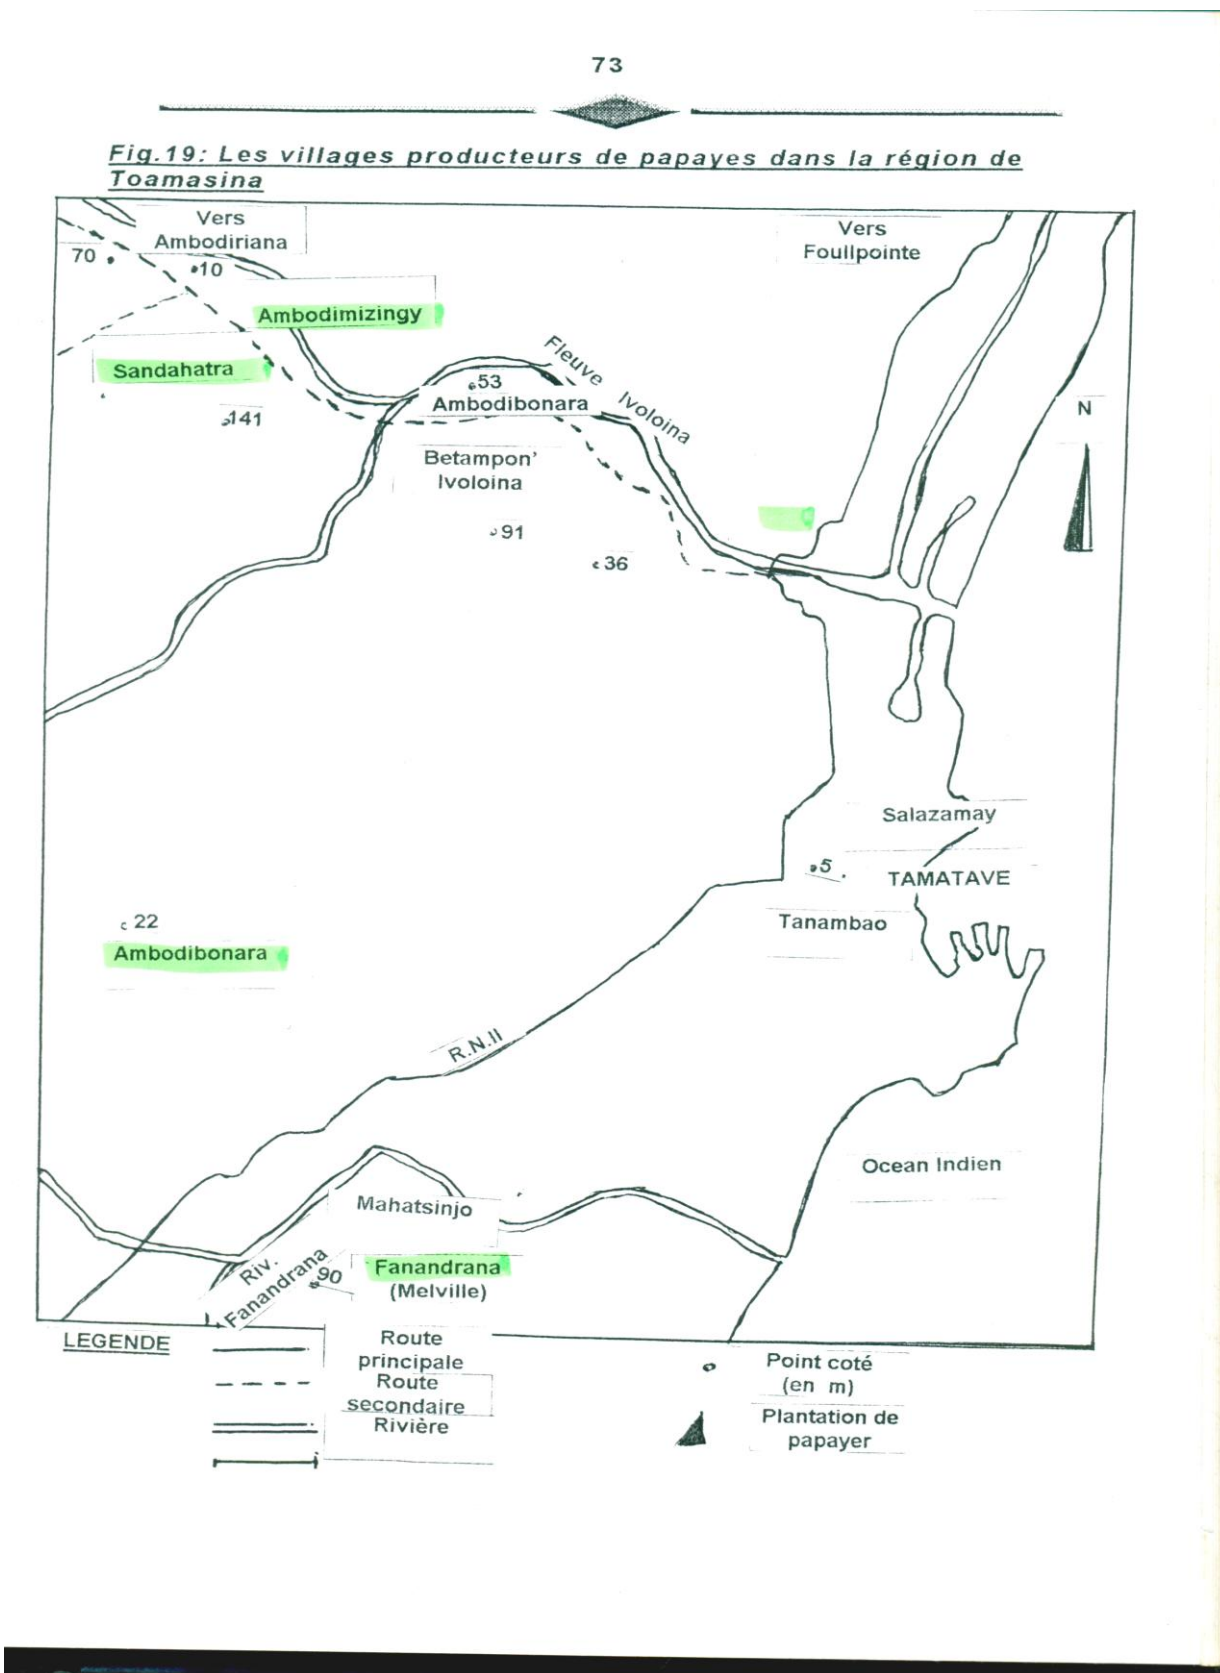 73
Fig.19: Les villages producteurs de papayes dans la région de
Toamasina
Vers
Ambodiriana
Vers
Foulpointe
70
10
Ambodimizingy
Sandahatra
141
53
Ambodibonara
Fleuve Ivoloina
N
Betampon'
Ivoloina
91
36
Salazamay
5
TAMATAVE
Tanambao
22
Ambodibonara
R.N.II
Ocean Indien
Mahatsinjo
Riv.
Fanandrana
90
Fanandrana
(Melville)
LEGENDE
Route
principale
Route
secondaire
Rivière
Point coté
(en m)
Plantation de
papayer